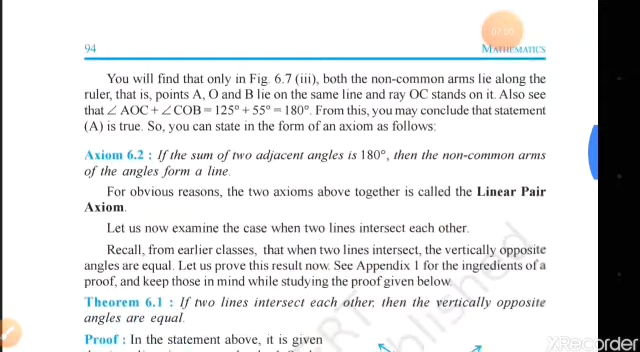 94
MATHEMATICS
You will find that only in Fig. 6.7 (iii), both the non-common arms lie along the
ruler, that is, points A, O and B lie on the same line and ray OC stands on it. Also see
that ∠ AOC + ∠ COB = 125° + 55° = 180°. From this, you may conclude that statement
(A) is true. So, you can state in the form of an axiom as follows:
Axiom 6.2 : If the sum of two adjacent angles is 180°, then the non-common arms
of the angles form a line.
For obvious reasons, the two axioms above together is called the Linear Pair
Axiom.
Let us now examine the case when two lines intersect each other.
Recall, from earlier classes, that when two lines intersect, the vertically opposite
angles are equal. Let us prove this result now. See Appendix 1 for the ingredients of a
proof, and keep those in mind while studying the proof given below.
Theorem 6.1 : If two lines intersect each other, then the vertically opposite
angles are equal.
Proof : In the statement above, it is given
XRECORDER